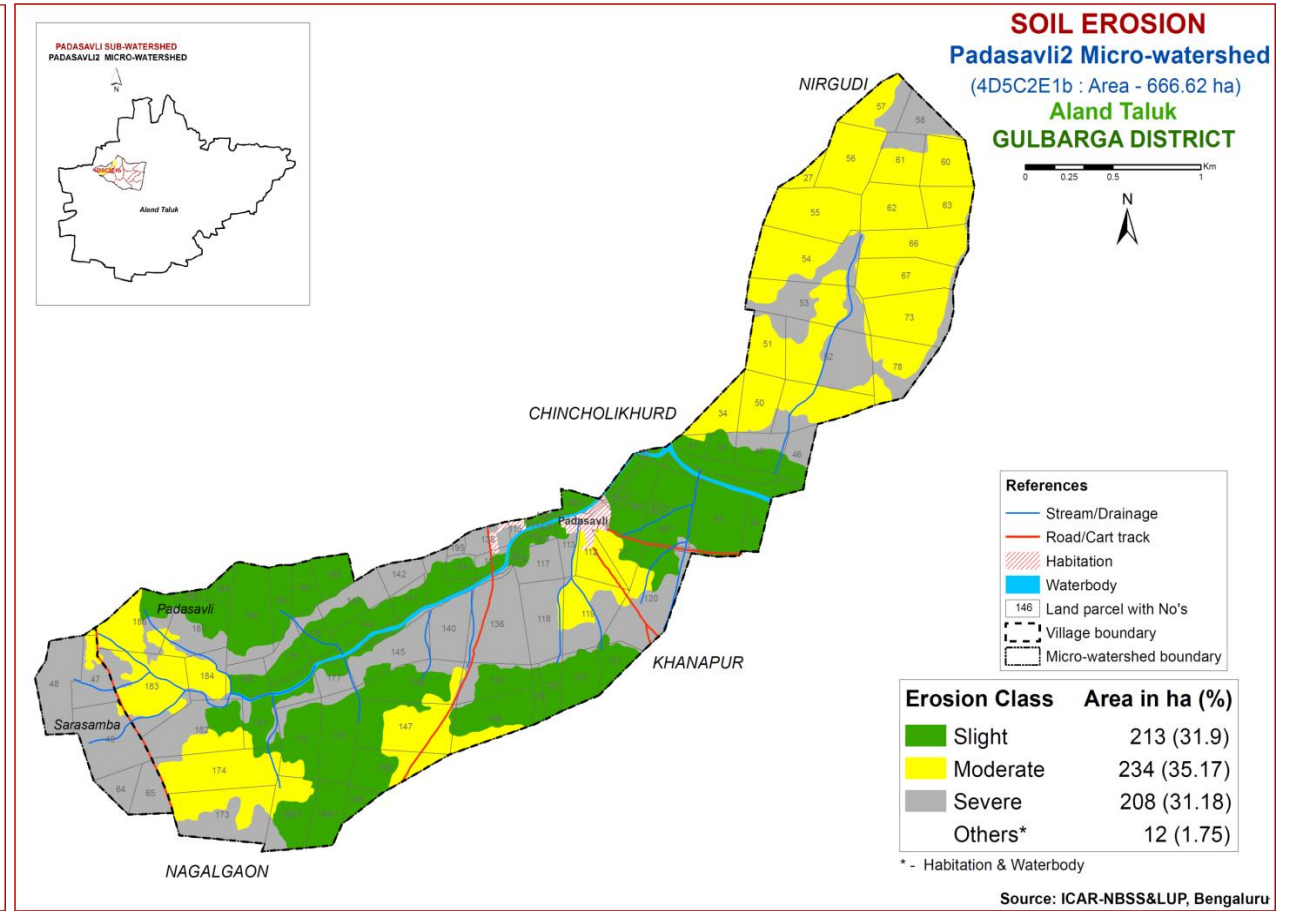 PADASAVLI SUB-WATERSHED
PADASAVLI2 MICRO-WATERSHED
N
Aland Taluk
SOIL EROSION
Padasavli2 Micro-watershed
(4D5C2E1b : Area - 666.62 ha)
Aland Taluk
GULBARGA DISTRICT
Km
0 0.25 0.5 1
N
NIRGUDI
57
58
56
61
60
27
55
62
63
66
54
67
53
73
51
78
50
34
CHINCHOLIKHURD
46
Padasavli
195
142
117
113
113
120
119
118
136
140
145
KHANAPUR
Padasavli
184
183
47
48
Sarasamba
177
182
147
174
64
65
173
NAGALGAON
References
Stream/Drainage
Road/Cart track
Habitation
Waterbody
146 Land parcel with No's
Village boundary
Micro-watershed boundary
Erosion Class Area in ha (%)
Slight 213 (31.9)
Moderate 234 (35.17)
Severe 208 (31.18)
Others* 12 (1.75)
* - Habitation & Waterbody
Source: ICAR-NBSS&LUP, Bengaluru